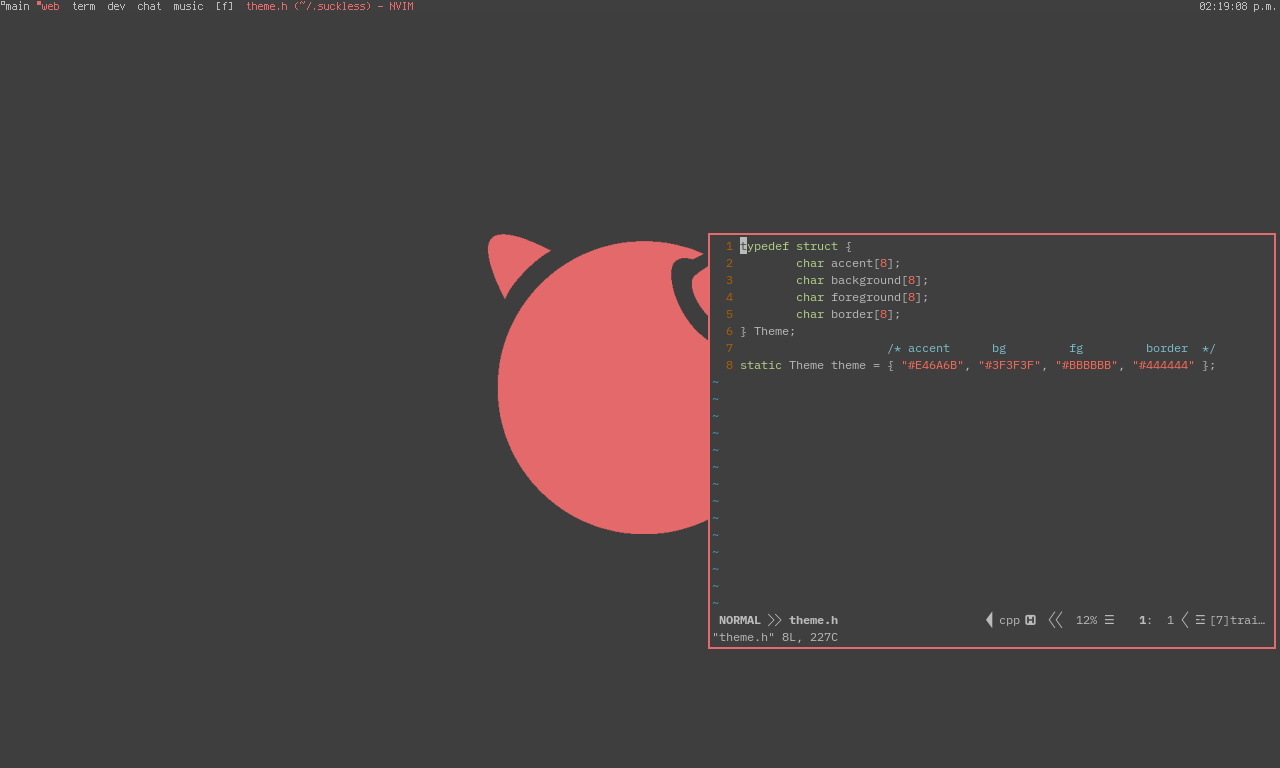 main web term dev chat music [f] theme.h (~/.suckless) - NVIM 02:19:08 p.m.
1 typedef struct {
2 char accent[8];
3 char background[8];
4 char foreground[8];
5 char border[8];
6 } Theme;
7 /* accent bg fg border */
8 static Theme theme = { "#E46A6B", "#3F3F3F", "#BBBBBB", "#444444" };
~
~
~
~
~
~
~
~
~
~
~
~
~
~
NORMAL theme.h cpp 12% ☰ 1: 1 ☲ [7]trai…
"theme.h" 8L, 227C